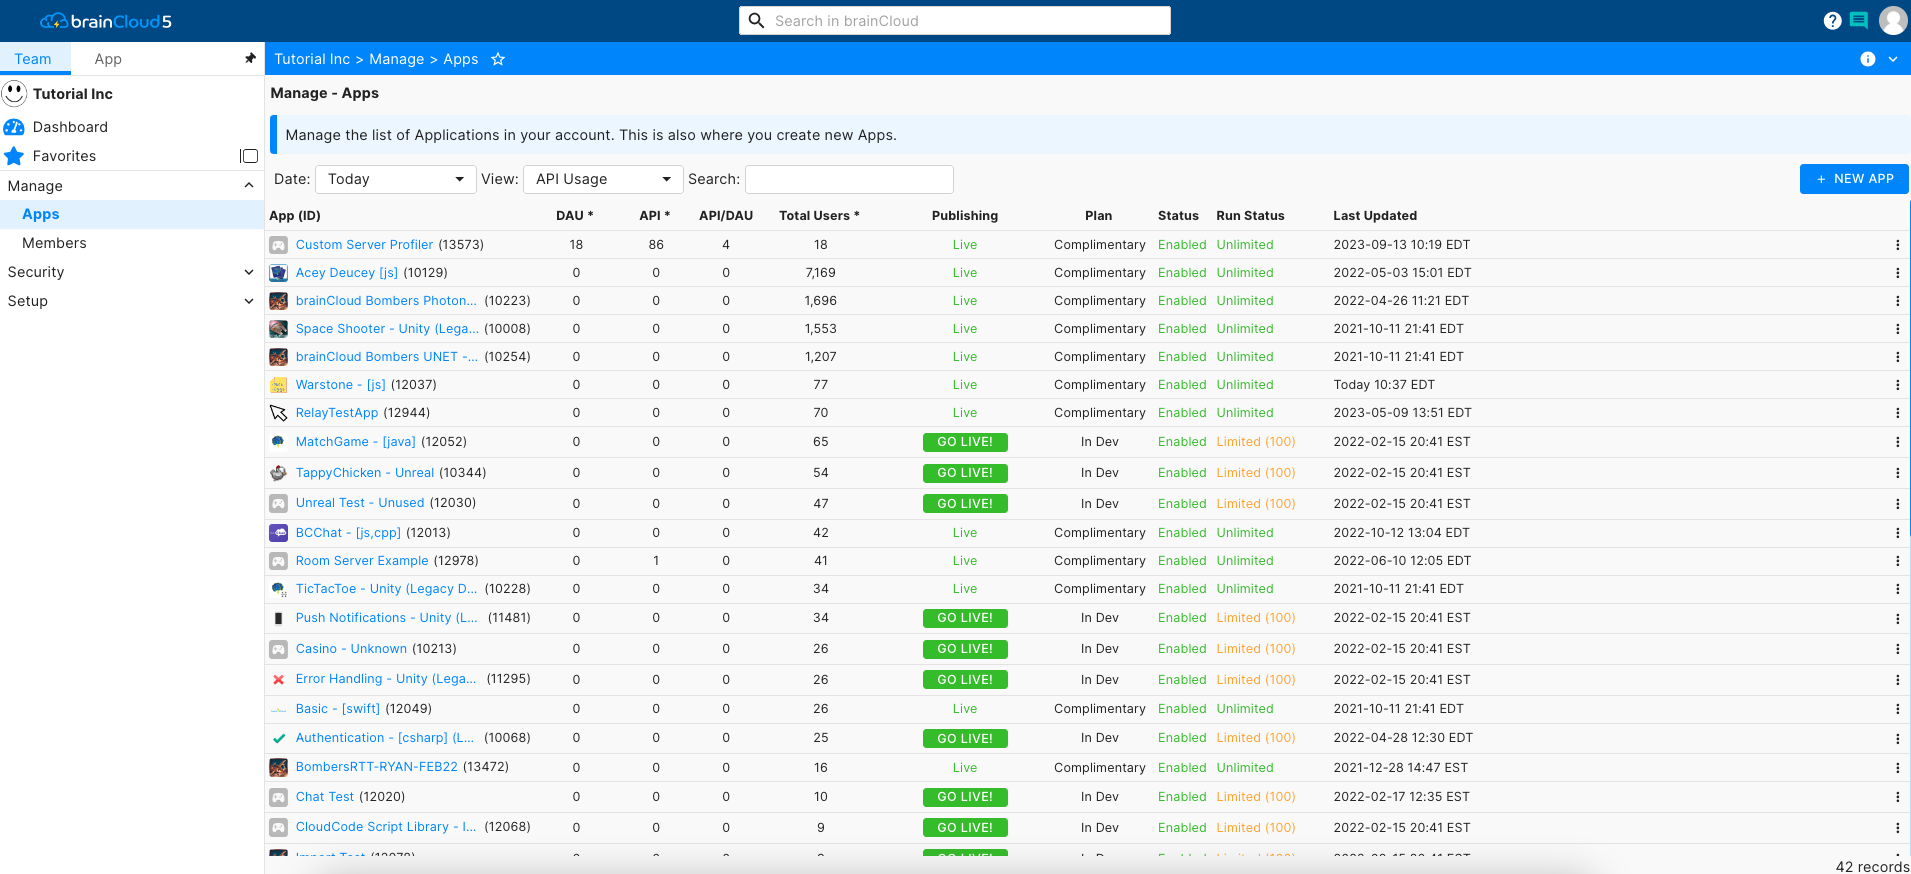 brainCloud5
Search in brainCloud
Team App
Tutorial Inc > Manage > Apps
Tutorial Inc
Dashboard
Favorites
Manage
Apps
Members
Security
Setup
Manage - Apps
Manage the list of Applications in your account. This is also where you create new Apps.
Date: Today View: API Usage Search: + NEW APP
App (ID) DAU * API * API/DAU Total Users * Publishing Plan Status Run Status Last Updated
Custom Server Profiler (13573) 18 86 4 18 Live Complimentary Enabled Unlimited 2023-09-13 10:19 EDT
Acey Deucey [js] (10129) 0 0 0 7,169 Live Complimentary Enabled Unlimited 2022-05-03 15:01 EDT
brainCloud Bombers Photon... (10223) 0 0 0 1,696 Live Complimentary Enabled Unlimited 2022-04-26 11:21 EDT
Space Shooter - Unity (Lega... (10008) 0 0 0 1,553 Live Complimentary Enabled Unlimited 2021-10-11 21:41 EDT
brainCloud Bombers UNET -... (10254) 0 0 0 1,207 Live Complimentary Enabled Unlimited 2021-10-11 21:41 EDT
Warstone - [js] (12037) 0 0 0 77 Live Complimentary Enabled Unlimited Today 10:37 EDT
RelayTestApp (12944) 0 0 0 70 Live Complimentary Enabled Unlimited 2023-05-09 13:51 EDT
MatchGame - [java] (12052) 0 0 0 65 GO LIVE! In Dev Enabled Limited (100) 2022-02-15 20:41 EST
TappyChicken - Unreal (10344) 0 0 0 54 GO LIVE! In Dev Enabled Limited (100) 2022-02-15 20:41 EST
Unreal Test - Unused (12030) 0 0 0 47 GO LIVE! In Dev Enabled Limited (100) 2022-02-15 20:41 EST
BCChat - [js,cpp] (12013) 0 0 0 42 Live Complimentary Enabled Unlimited 2022-10-12 13:04 EDT
Room Server Example (12978) 0 1 0 41 Live Complimentary Enabled Unlimited 2022-06-10 12:05 EDT
TicTacToe - Unity (Legacy D... (10228) 0 0 0 34 Live Complimentary Enabled Unlimited 2021-10-11 21:41 EDT
Push Notifications - Unity (L... (11481) 0 0 0 34 GO LIVE! In Dev Enabled Limited (100) 2022-02-15 20:41 EST
Casino - Unknown (10213) 0 0 0 26 GO LIVE! In Dev Enabled Limited (100) 2022-02-15 20:41 EST
Error Handling - Unity (Lega... (11295) 0 0 0 26 GO LIVE! In Dev Enabled Limited (100) 2022-02-15 20:41 EST
Basic - [swift] (12049) 0 0 0 26 Live Complimentary Enabled Unlimited 2021-10-11 21:41 EDT
Authentication - [csharp] (L... (10068) 0 0 0 25 GO LIVE! In Dev Enabled Limited (100) 2022-04-28 12:30 EDT
BombersRTT-RYAN-FEB22 (13472) 0 0 0 16 Live Complimentary Enabled Unlimited 2021-12-28 14:47 EST
Chat Test (12020) 0 0 0 10 GO LIVE! In Dev Enabled Limited (100) 2022-02-17 12:35 EST
CloudCode Script Library - I... (12068) 0 0 0 9 GO LIVE! In Dev Enabled Limited (100) 2022-02-15 20:41 EST
42 records